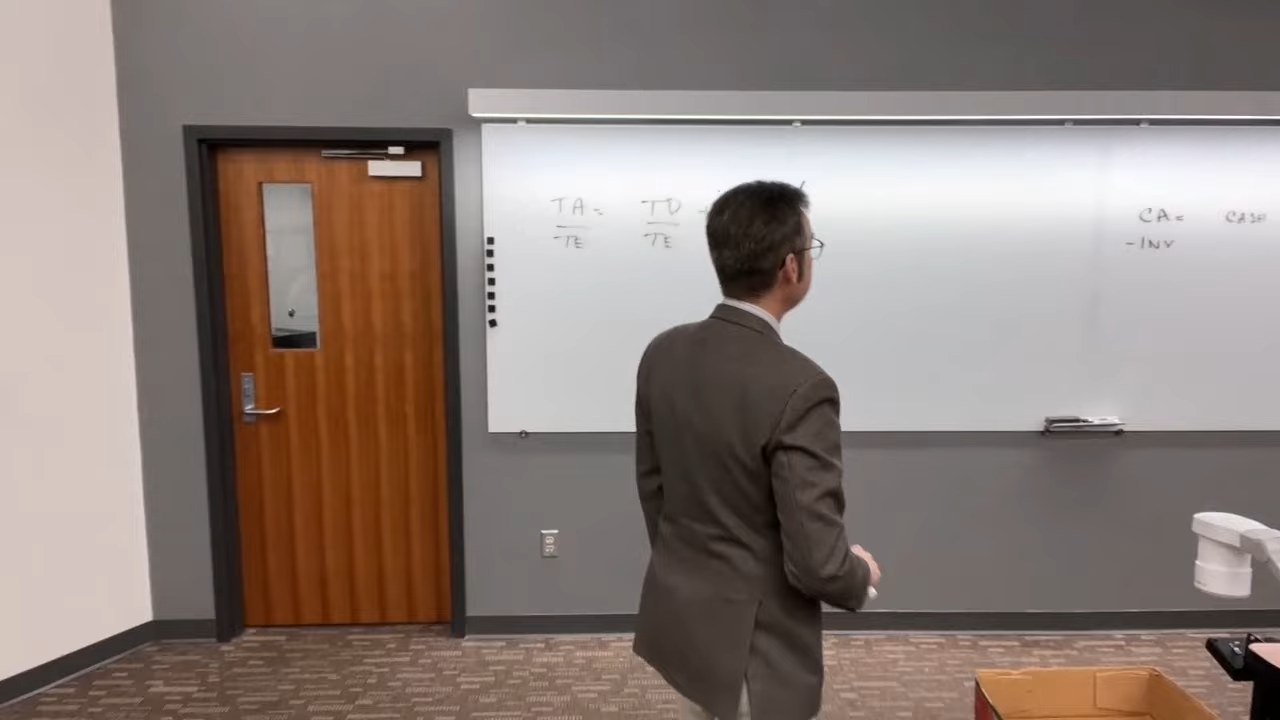 TA = TD +
TE TE
CA= CASH
-INV